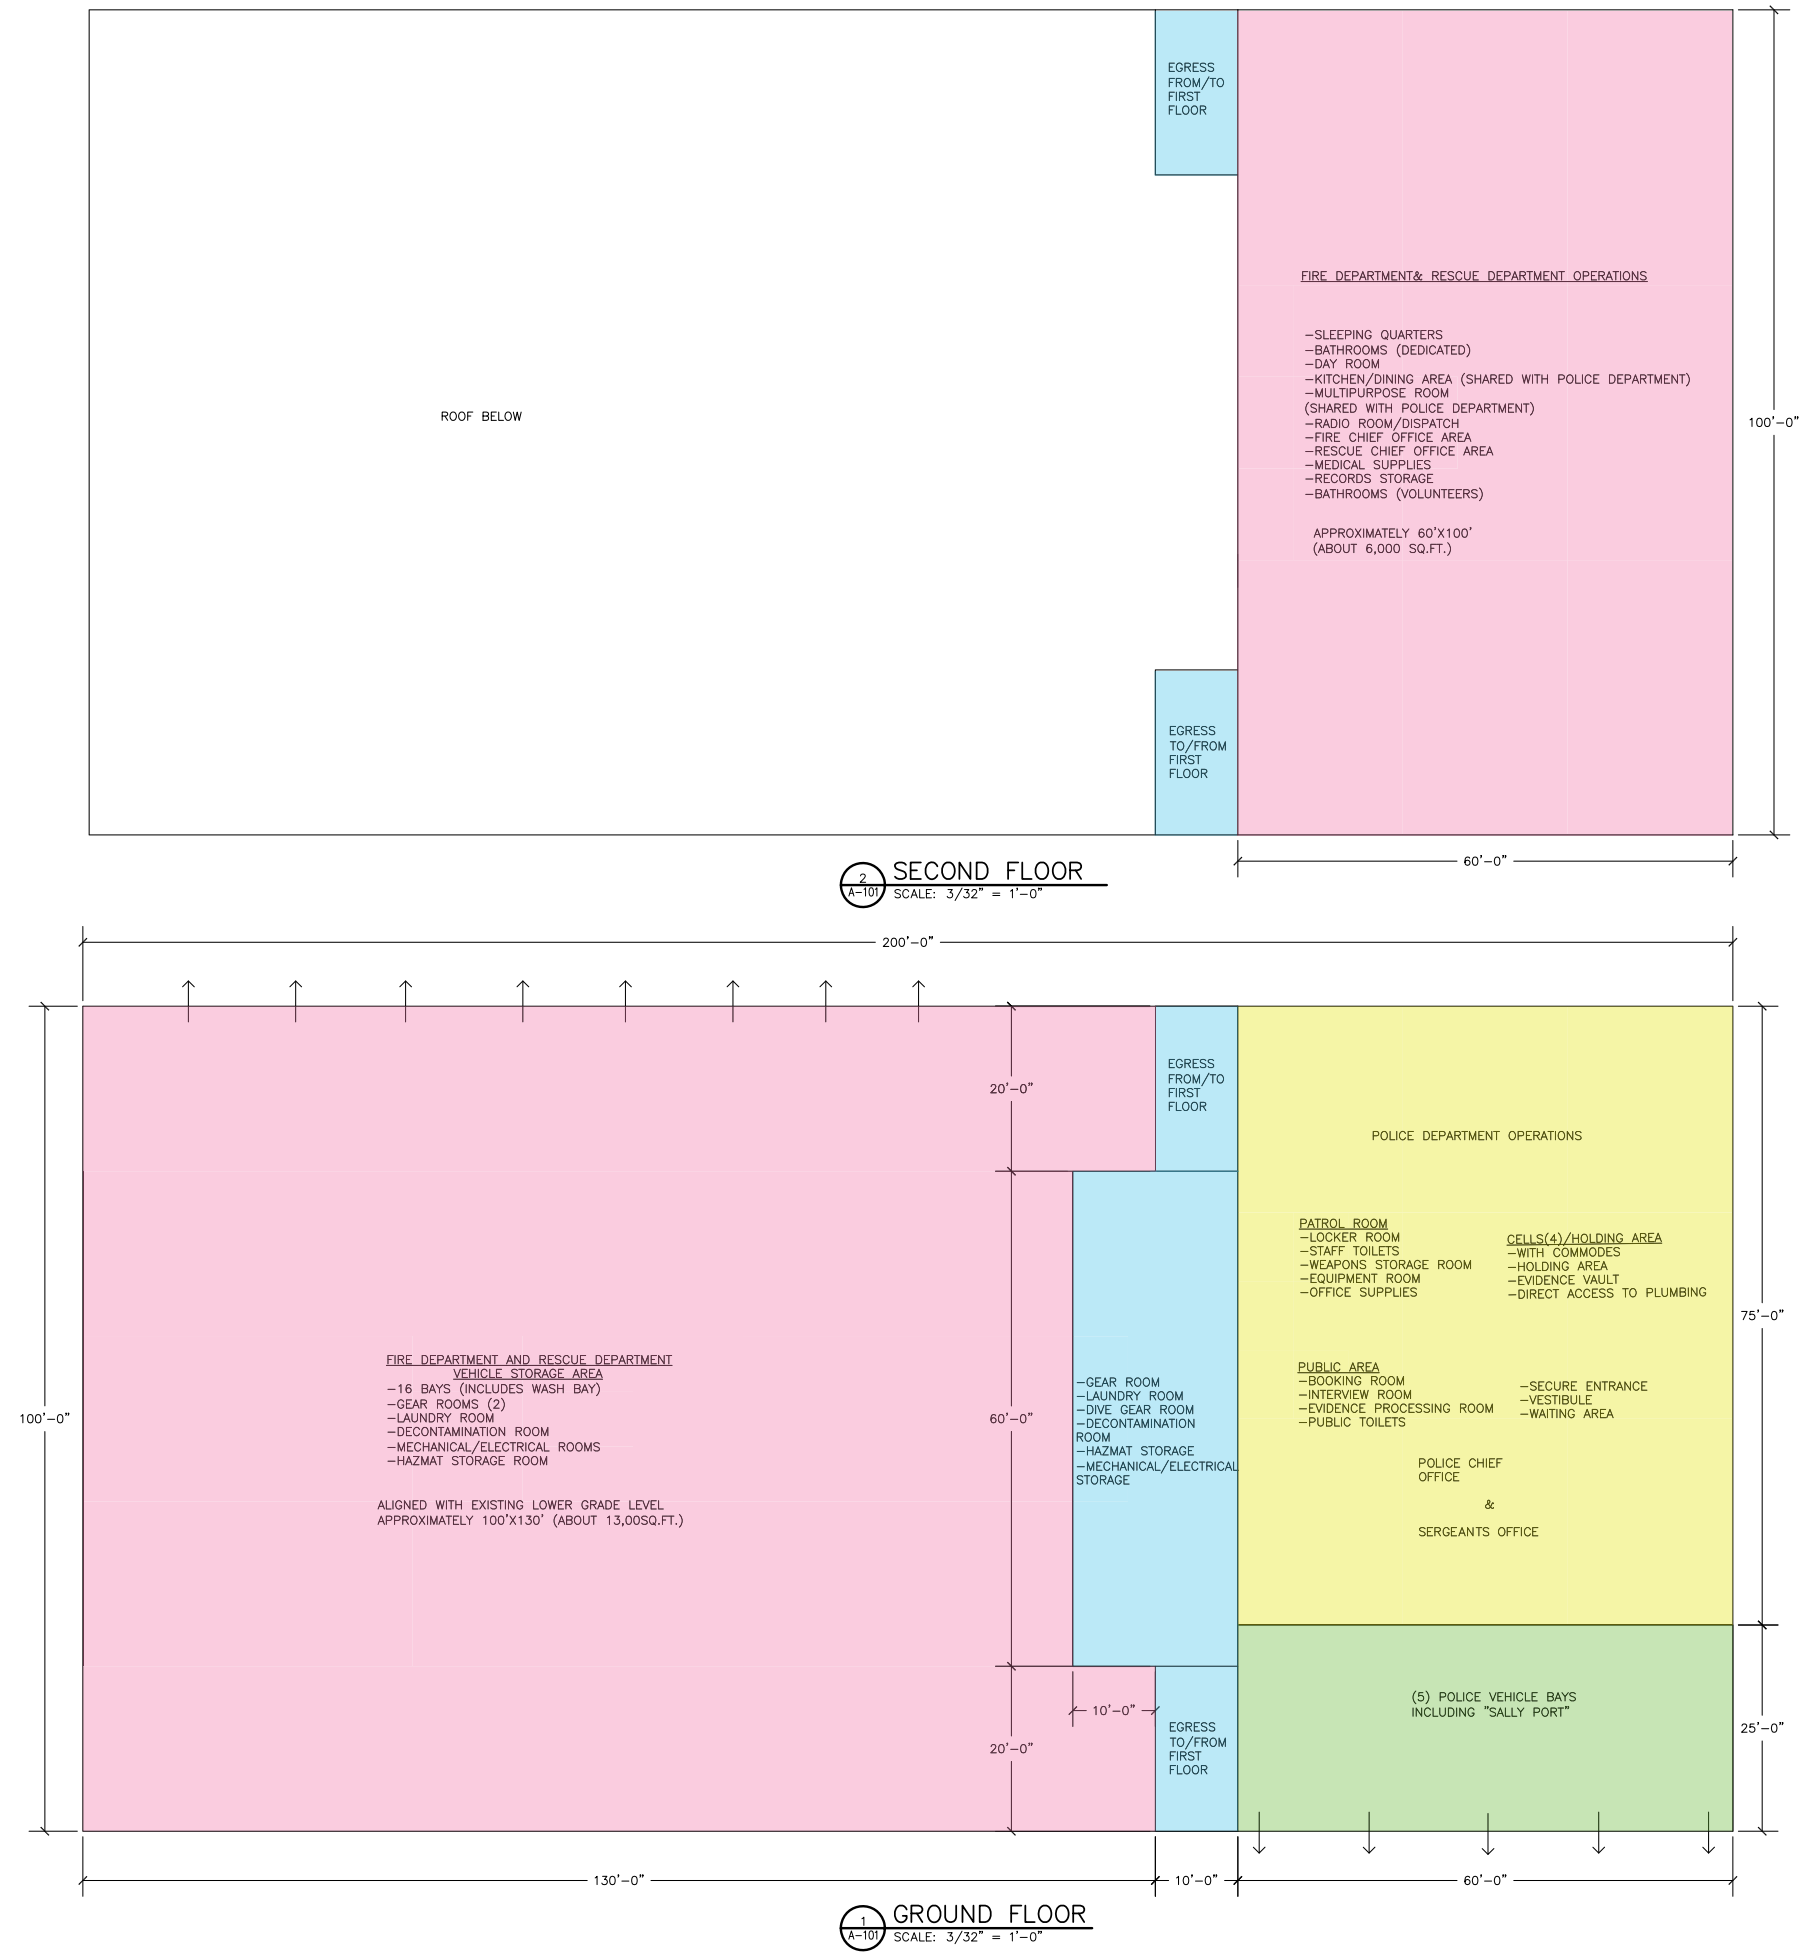 EGRESS
FROM/TO
FIRST
FLOOR
FIRE DEPARTMENT& RESCUE DEPARTMENT OPERATIONS
-SLEEPING QUARTERS
-BATHROOMS (DEDICATED)
-DAY ROOM
-KITCHEN/DINING AREA (SHARED WITH POLICE DEPARTMENT)
-MULTIPURPOSE ROOM
(SHARED WITH POLICE DEPARTMENT)
-RADIO ROOM/DISPATCH
-FIRE CHIEF OFFICE AREA
-RESCUE CHIEF OFFICE AREA
-MEDICAL SUPPLIES
-RECORDS STORAGE
-BATHROOMS (VOLUNTEERS)
APPROXIMATELY 60'X100'
(ABOUT 6,000 SQ.FT.)
ROOF BELOW
100'-0"
EGRESS
TO/FROM
FIRST
FLOOR
60'-0"
2
A-101
SECOND FLOOR
SCALE: 3/32" = 1'-0"
200'-0"
20'-0"
EGRESS
FROM/TO
FIRST
FLOOR
POLICE DEPARTMENT OPERATIONS
PATROL ROOM
-LOCKER ROOM
-STAFF TOILETS
-WEAPONS STORAGE ROOM
-EQUIPMENT ROOM
-OFFICE SUPPLIES
CELLS(4)/HOLDING AREA
-WITH COMMODES
-HOLDING AREA
-EVIDENCE VAULT
-DIRECT ACCESS TO PLUMBING
75'-0"
FIRE DEPARTMENT AND RESCUE DEPARTMENT
VEHICLE STORAGE AREA
-16 BAYS (INCLUDES WASH BAY)
-GEAR ROOMS (2)
-LAUNDRY ROOM
-DECONTAMINATION ROOM
-MECHANICAL/ELECTRICAL ROOMS
-HAZMAT STORAGE ROOM
ALIGNED WITH EXISTING LOWER GRADE LEVEL
APPROXIMATELY 100'X130' (ABOUT 13,00SQ.FT.)
100'-0"
60'-0"
-GEAR ROOM
-LAUNDRY ROOM
-DIVE GEAR ROOM
-DECONTAMINATION
ROOM
-HAZMAT STORAGE
-MECHANICAL/ELECTRICAL
STORAGE
PUBLIC AREA
-BOOKING ROOM
-INTERVIEW ROOM
-EVIDENCE PROCESSING ROOM
-PUBLIC TOILETS
-SECURE ENTRANCE
-VESTIBULE
-WAITING AREA
POLICE CHIEF
OFFICE
&
SERGEANTS OFFICE
(5) POLICE VEHICLE BAYS
INCLUDING "SALLY PORT"
25'-0"
10'-0"
20'-0"
EGRESS
TO/FROM
FIRST
FLOOR
130'-0"
10'-0"
60'-0"
1
A-101
GROUND FLOOR
SCALE: 3/32" = 1'-0"